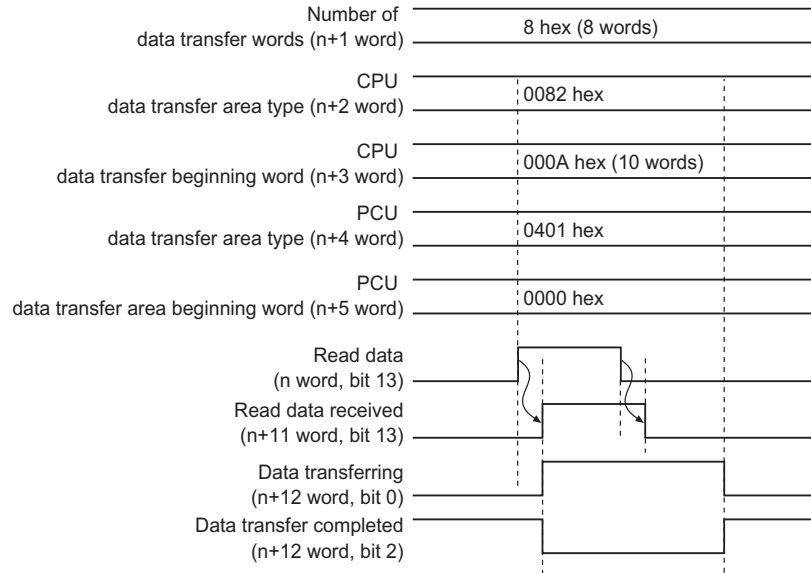 Number of
data transfer words (n+1 word)
8 hex (8 words)
CPU
data transfer area type (n+2 word)
0082 hex
CPU
data transfer beginning word (n+3 word)
000A hex (10 words)
PCU
data transfer area type (n+4 word)
0401 hex
PCU
data transfer area beginning word (n+5 word)
0000 hex
Read data
(n word, bit 13)
Read data received
(n+11 word, bit 13)
Data transferring
(n+12 word, bit 0)
Data transfer completed
(n+12 word, bit 2)